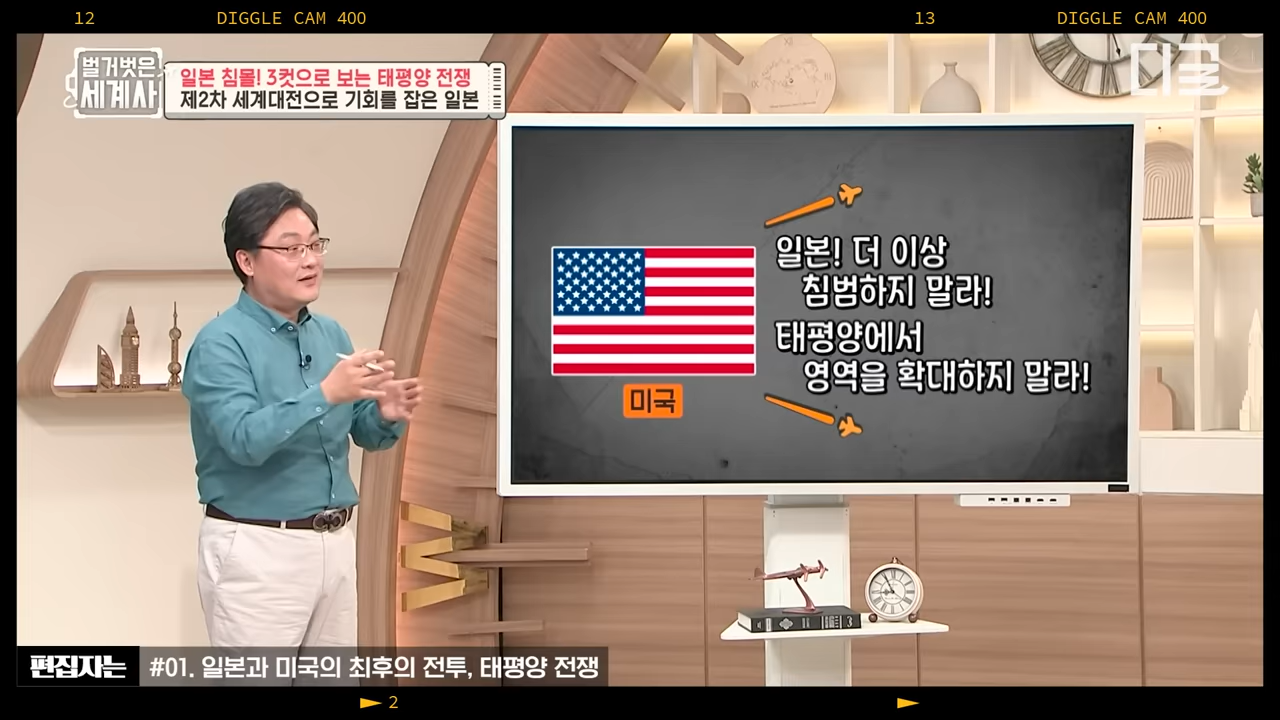 12 DIGGLE CAM 400 13 DIGGLE CAM 400
벌거벗은
세계사
일본 침몰! 3컷으로 보는 태평양 전쟁
제2차 세계대전으로 기회를 잡은 일본
디글
일본! 더 이상
침범하지 말라!
태평양에서
영역을 확대하지 말라!
미국
3
편집자는 #01. 일본과 미국의 최후의 전투, 태평양 전쟁
2